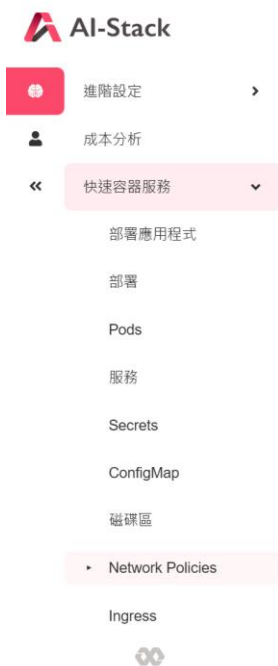 AI-Stack
進階設定
成本分析
快速容器服務
部署應用程式
部署
Pods
服務
Secrets
ConfigMap
磁碟區
Network Policies
Ingress